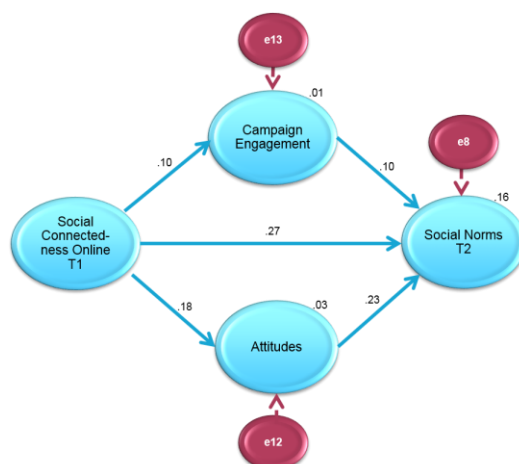 e13
.01
Campaign
Engagement
e8
.10
.10
.16
Social
Connected-
ness Online
T1
.27
Social Norms
T2
.18
.03
.23
Attitudes
e12